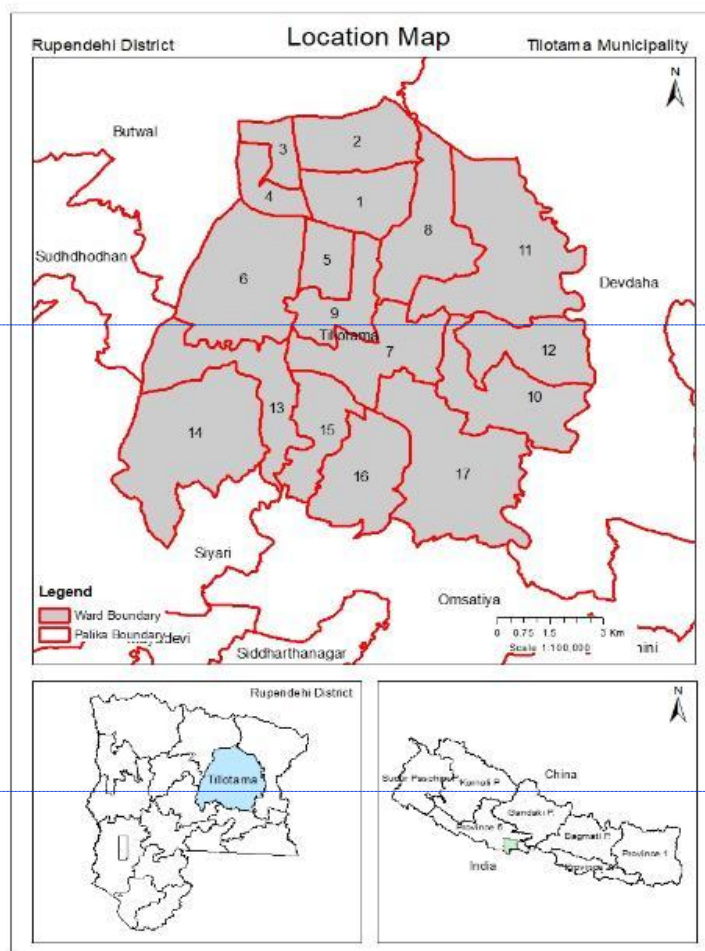 Location Map
Rupendehi District
Tilotama Municipality
N
Butwal
3
2
4
1
8
Sudhdhodhan
5
6
11
Devdaha
9
Tillotama
7
12
10
13
14
15
16
17
Siyari
Omsatiya
Legend
Ward Boundary
Palika Boundary
Siddharthanagar
0 0.75 1.5 3 Km
Scale 1:100,000
Rupendehi District
Tillotama
N
China
Sudur Paschim P.
Karnali P.
Gandaki P.
Province 5
Bagmati P.
Province 1
India